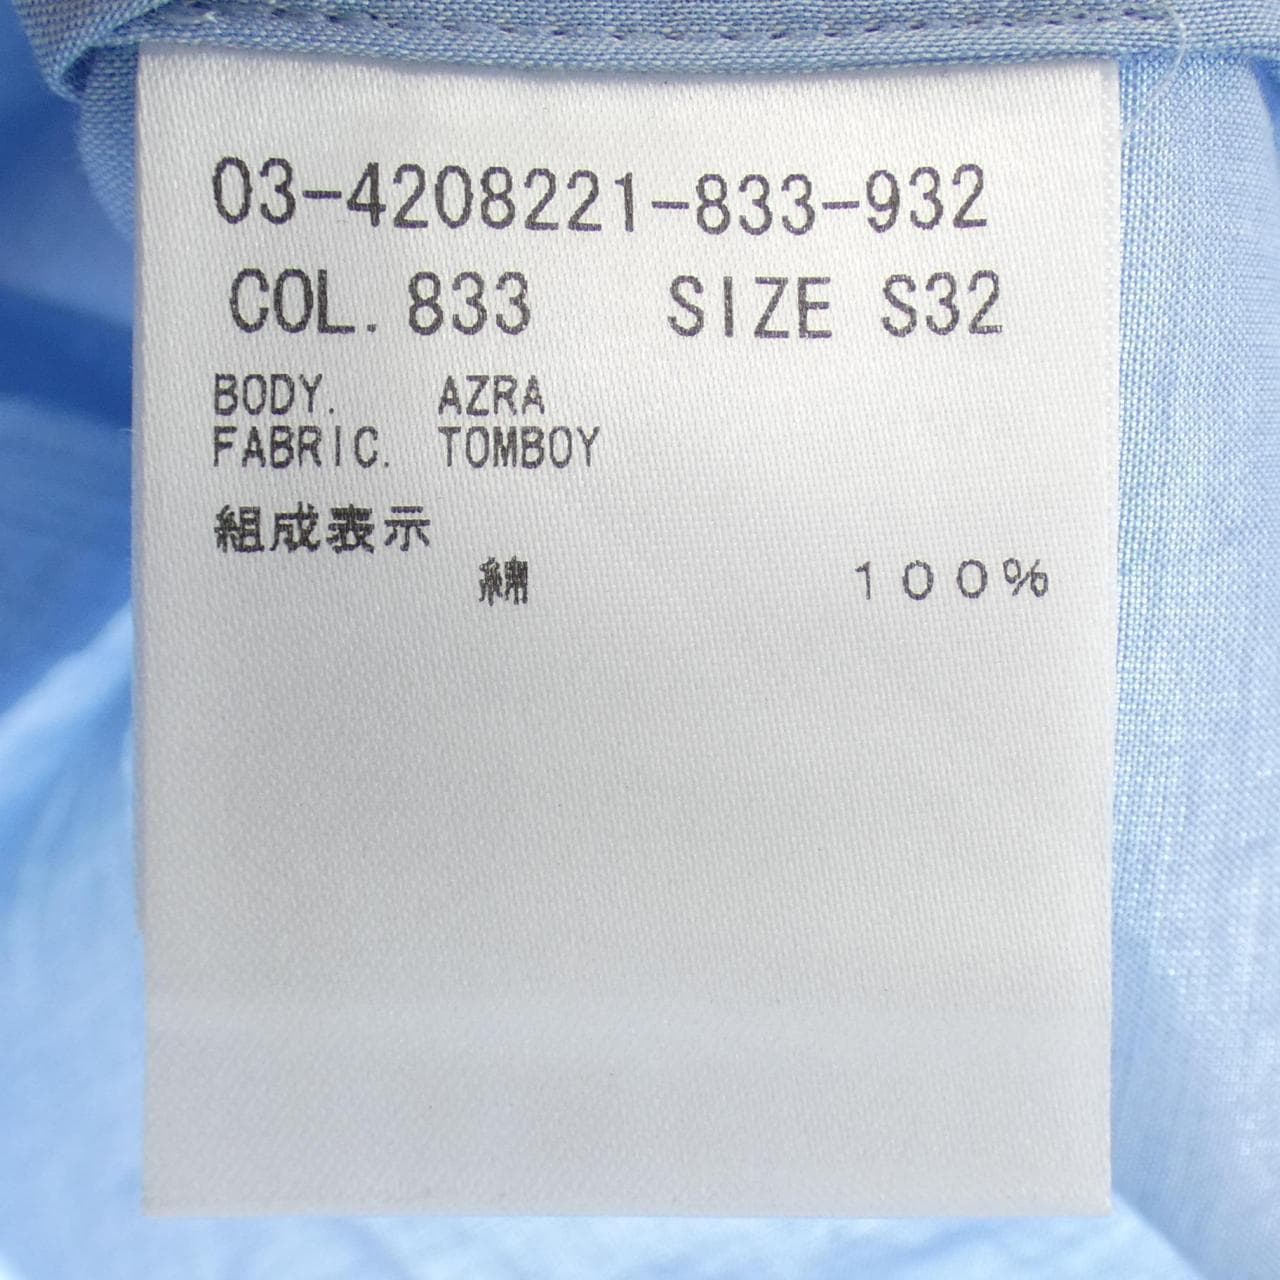 03-4208221-833-932
COL. 833 SIZE S32
BODY. AZRA
FABRIC. TOMBOY
組成表示
綿 100%